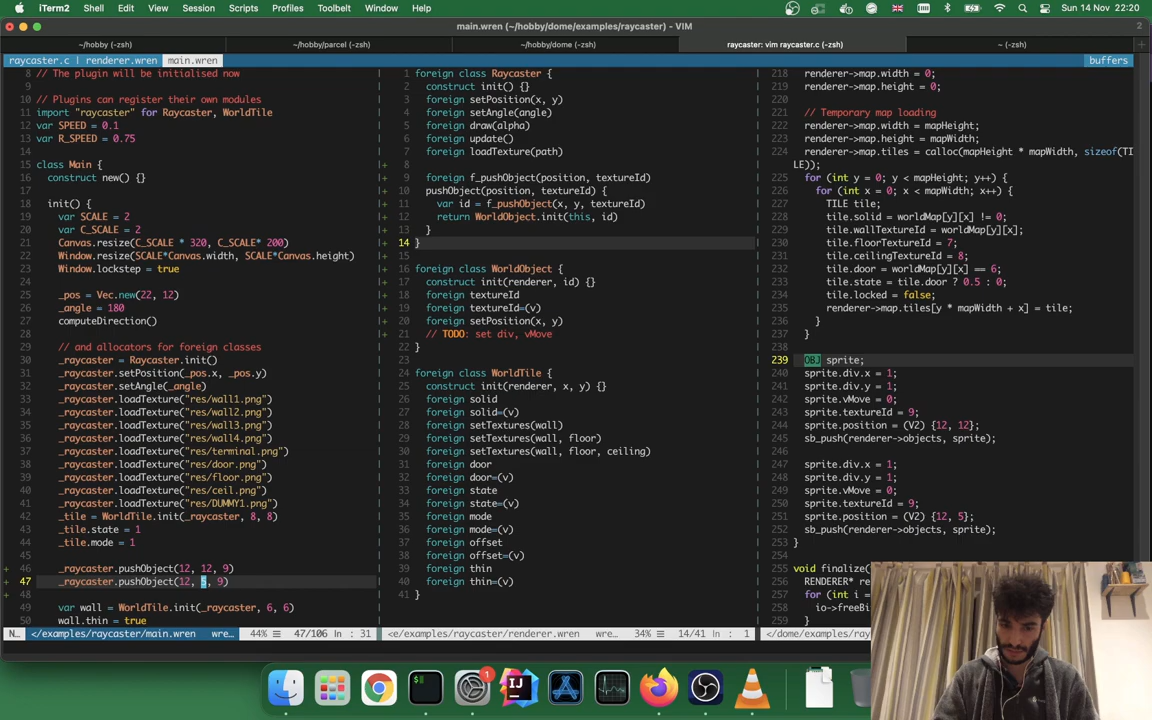 iTerm2 Shell Edit View Session Scripts Profiles Toolbelt Window Help Sun 14 Nov 22:20
main.wren (~/hobby/dome/examples/raycaster) - VIM 2
~/hobby (-zsh) ~/hobby/parcel (-zsh) ~/hobby/dome (-zsh) raycaster: vim raycaster.c (-zsh) ~ (-zsh)
raycaster.c | renderer.wren main.wren buffers
8 // The plugin will be initialised now
9
10 // Plugins can register their own modules
11 import "raycaster" for Raycaster, WorldTile
12 var SPEED = 0.1
13 var R_SPEED = 0.75
14
15 class Main {
16 construct new() {}
17
18 init() {
19 var SCALE = 2
20 var C_SCALE = 2
21 Canvas.resize(C_SCALE * 320, C_SCALE* 200)
22 Window.resize(SCALE*Canvas.width, SCALE*Canvas.height)
23 Window.lockstep = true
24
25 _pos = Vec.new(22, 12)
26 _angle = 180
27 computeDirection()
28
29 // and allocators for foreign classes
30 _raycaster = Raycaster.init()
31 _raycaster.setPosition(_pos.x, _pos.y)
32 _raycaster.setAngle(_angle)
33 _raycaster.loadTexture("res/wall1.png")
34 _raycaster.loadTexture("res/wall2.png")
35 _raycaster.loadTexture("res/wall3.png")
36 _raycaster.loadTexture("res/wall4.png")
37 _raycaster.loadTexture("res/terminal.png")
38 _raycaster.loadTexture("res/door.png")
39 _raycaster.loadTexture("res/floor.png")
40 _raycaster.loadTexture("res/ceil.png")
41 _raycaster.loadTexture("res/DUMMY1.png")
42 _tile = WorldTile.init(_raycaster, 8, 8)
43 _tile.state = 1
44 _tile.mode = 1
45
+ 46 _raycaster.pushObject(12, 12, 9)
+ 47 _raycaster.pushObject(12, 5, 9)
+ 48
49 var wall = WorldTile.init(_raycaster, 6, 6)
50 wall.thin = true
N... </examples/raycaster/main.wren wre... 44% ☰ 47/106 ln : 31
1 foreign class Raycaster {
2 construct init() {}
3 foreign setPosition(x, y)
4 foreign setAngle(angle)
5 foreign draw(alpha)
6 foreign update()
7 foreign loadTexture(path)
+ 8
+ 9 foreign f_pushObject(position, textureId)
+ 10 pushObject(position, textureId) {
+ 11 var id = f_pushObject(x, y, textureId)
+ 12 return WorldObject.init(this, id)
+ 13 }
+ 14 }
+ 15
+ 16 foreign class WorldObject {
+ 17 construct init(renderer, id) {}
+ 18 foreign textureId
+ 19 foreign textureId=(v)
+ 20 foreign setPosition(x, y)
+ 21 // TODO: set div, vMove
22 }
23
24 foreign class WorldTile {
25 construct init(renderer, x, y) {}
26 foreign solid
27 foreign solid=(v)
28 foreign setTextures(wall)
29 foreign setTextures(wall, floor)
30 foreign setTextures(wall, floor, ceiling)
31 foreign door
32 foreign door=(v)
33 foreign state
34 foreign state=(v)
35 foreign mode
36 foreign mode=(v)
37 foreign offset
38 foreign offset=(v)
39 foreign thin
40 foreign thin=(v)
41 }
<e/examples/raycaster/renderer.wren wre... 34% ☰ 14/41 ln : 1
218 renderer->map.width = 0;
219 renderer->map.height = 0;
220
221 // Temporary map loading
222 renderer->map.width = mapHeight;
223 renderer->map.height = mapWidth;
224 renderer->map.tiles = calloc(mapHeight * mapWidth, sizeof(TI
LE));
225 for (int y = 0; y < mapHeight; y++) {
226 for (int x = 0; x < mapWidth; x++) {
227 TILE tile;
228 tile.solid = worldMap[y][x] != 0;
229 tile.wallTextureId = worldMap[y][x];
230 tile.floorTextureId = 7;
231 tile.ceilingTextureId = 8;
232 tile.door = worldMap[y][x] == 6;
233 tile.state = tile.door ? 0.5 : 0;
234 tile.locked = false;
235 renderer->map.tiles[y * mapWidth + x] = tile;
236 }
237 }
238
239 OBJ sprite;
240 sprite.div.x = 1;
241 sprite.div.y = 1;
242 sprite.vMove = 0;
243 sprite.textureId = 9;
244 sprite.position = (V2) {12, 12};
245 sb_push(renderer->objects, sprite);
246
247 sprite.div.x = 1;
248 sprite.div.y = 1;
249 sprite.vMove = 0;
250 sprite.textureId = 9;
251 sprite.position = (V2) {12, 5};
252 sb_push(renderer->objects, sprite);
253 }
254
255 void finalize(
256 RENDERER* re
257 for (int i =
258 io->freeBi
259 }
</dome/examples/rayca
1